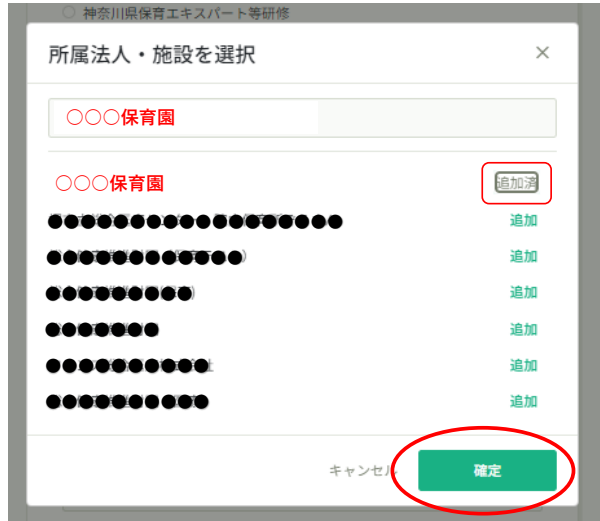 神奈川県保育エキスパート等研修
所属法人・施設を選択 ×
○○○保育園
○○○保育園 追加済
追加
追加
追加
追加
追加
追加
キャンセル 確定